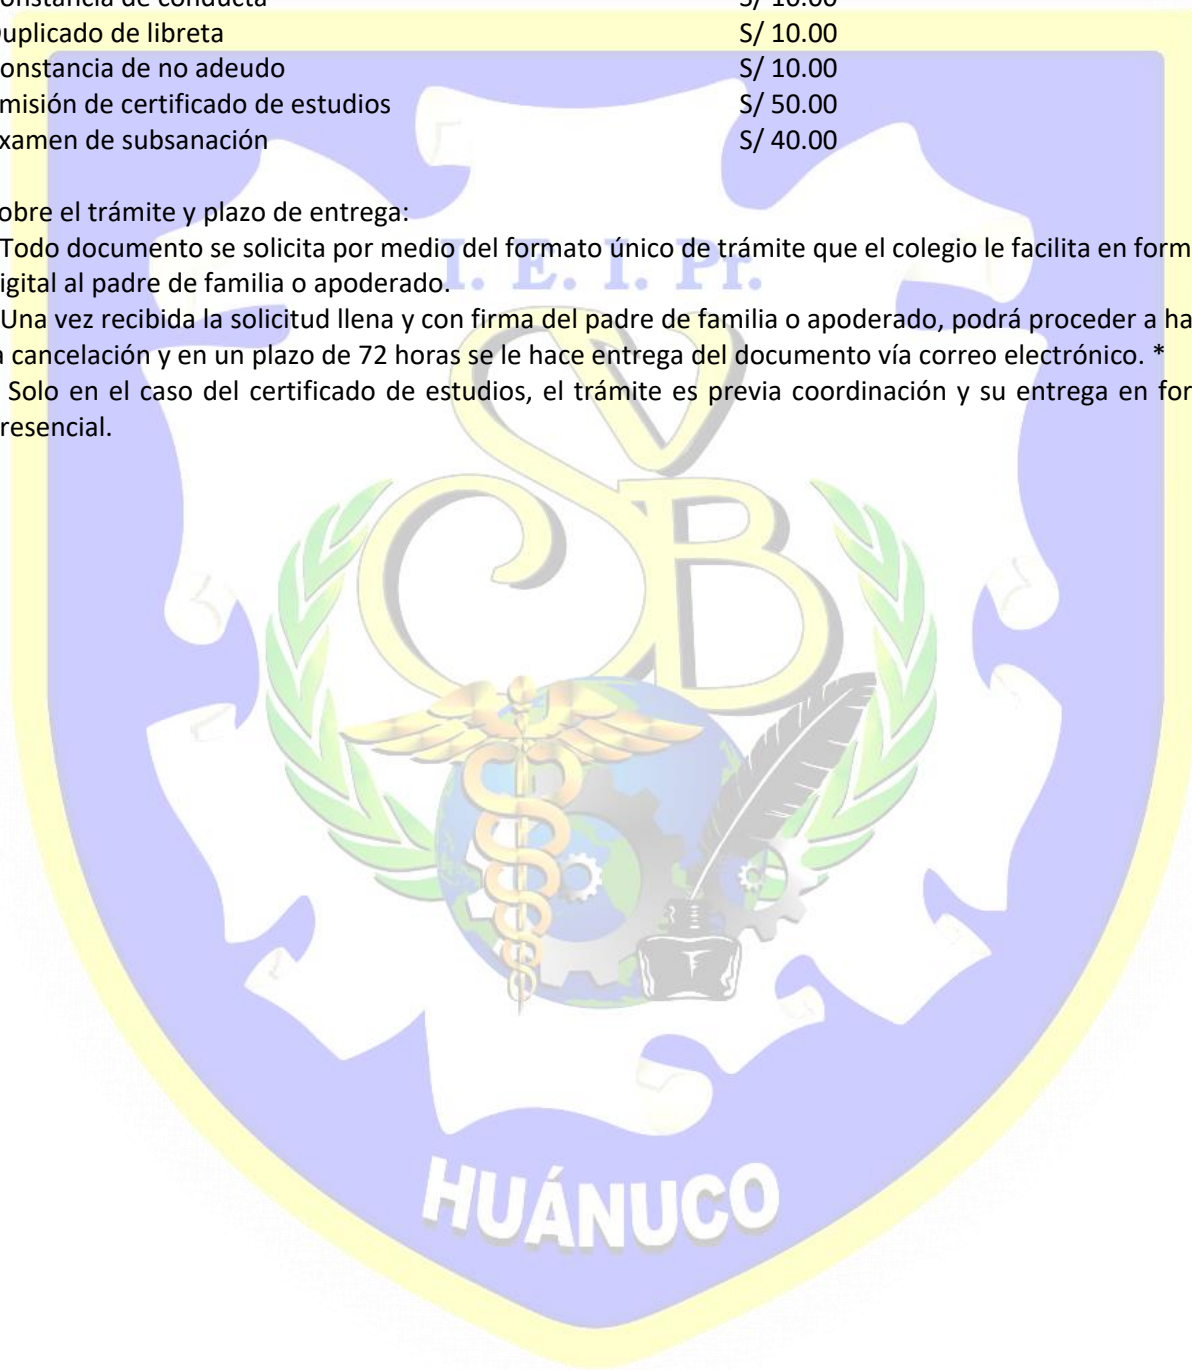 onstancia de conducta S/ 10.00
uplicado de libreta S/ 10.00
onstancia de no adeudo S/ 10.00
misión de certificado de estudios S/ 50.00
xamen de subsanación S/ 40.00
obre el trámite y plazo de entrega:
Todo documento se solicita por medio del formato único de trámite que el colegio le facilita en form
igital al padre de familia o apoderado.
I. E. I. Pr.
Una vez recibida la solicitud llena y con firma del padre de familia o apoderado, podrá proceder a ha
a cancelación y en un plazo de 72 horas se le hace entrega del documento vía correo electrónico. *
Solo en el caso del certificado de estudios, el trámite es previa coordinación y su entrega en for
resencial.
CSVB
HUÁNUCO